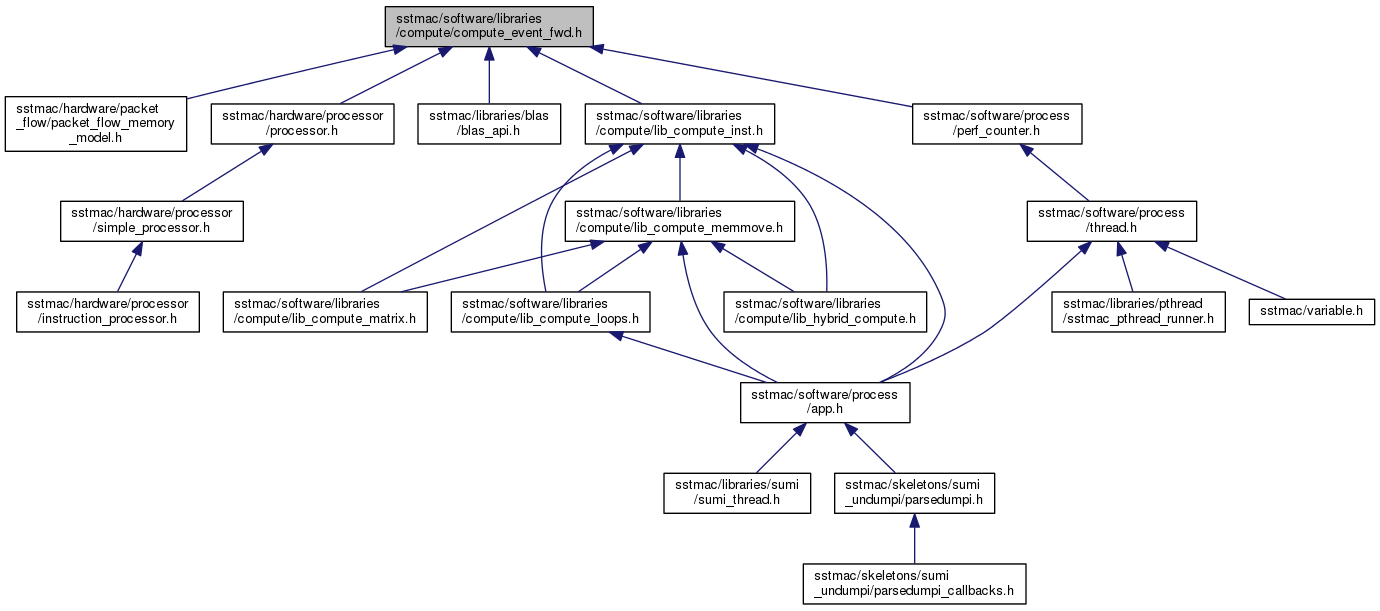 sstmac/software/libraries
/compute/compute_event_fwd.h
sstmac/hardware/packet
_flow/packet_flow_memory
_model.h
sstmac/hardware/processor
/processor.h
sstmac/libraries/blas
/blas_api.h
sstmac/software/libraries
/compute/lib_compute_inst.h
sstmac/software/process
/perf_counter.h
sstmac/hardware/processor
/simple_processor.h
sstmac/software/libraries
/compute/lib_compute_memmove.h
sstmac/software/process
/thread.h
sstmac/hardware/processor
/instruction_processor.h
sstmac/software/libraries
/compute/lib_compute_matrix.h
sstmac/software/libraries
/compute/lib_compute_loops.h
sstmac/software/libraries
/compute/lib_hybrid_compute.h
sstmac/libraries/pthread
/sstmac_pthread_runner.h
sstmac/variable.h
sstmac/software/process
/app.h
sstmac/libraries/sumi
/sumi_thread.h
sstmac/skeletons/sumi
_undumpi/parsedumpi.h
sstmac/skeletons/sumi
_undumpi/parsedumpi_callbacks.h